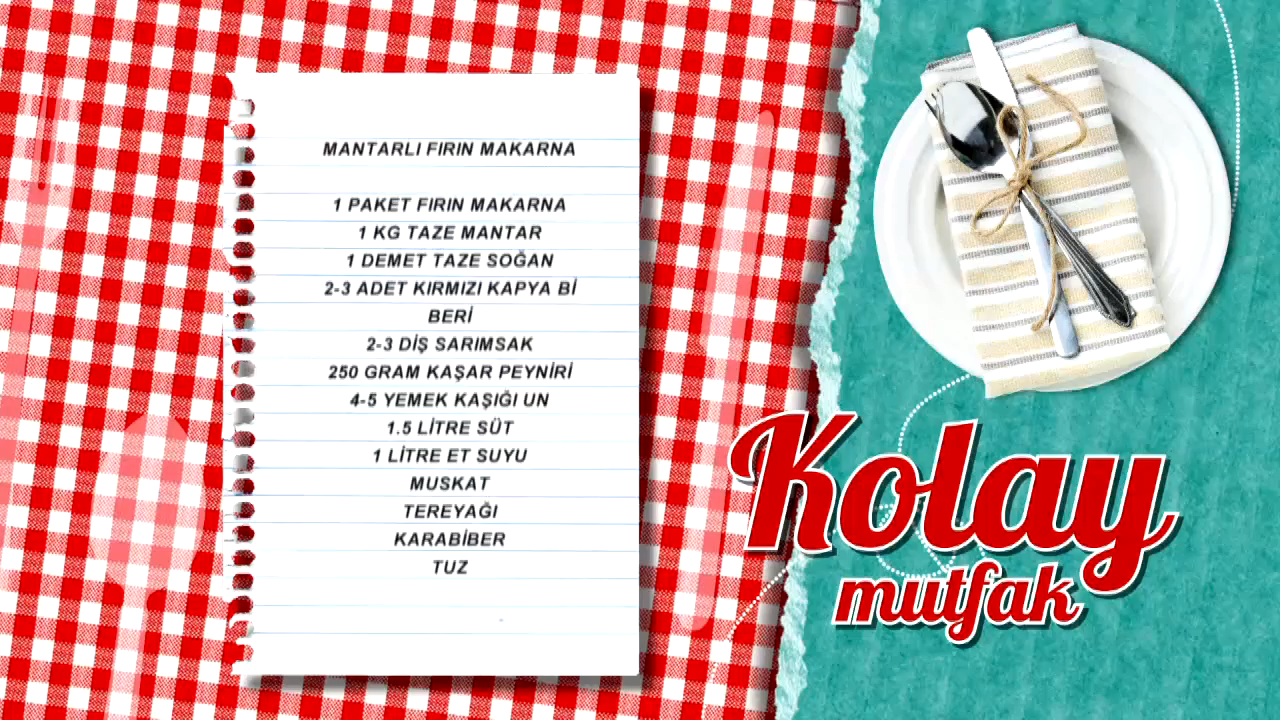 MANTARLI FIRIN MAKARNA
1 PAKET FIRIN MAKARNA
1 KG TAZE MANTAR
1 DEMET TAZE SOĞAN
2-3 ADET KIRMIZI KAPYA Bİ
BERİ
2-3 DİŞ SARIMSAK
250 GRAM KAŞAR PEYNİRİ
4-5 YEMEK KAŞIĞI UN
1.5 LİTRE SÜT
1 LİTRE ET SUYU
MUSKAT
TEREYAĞI
KARABİBER
TUZ
Kolay
mutfak